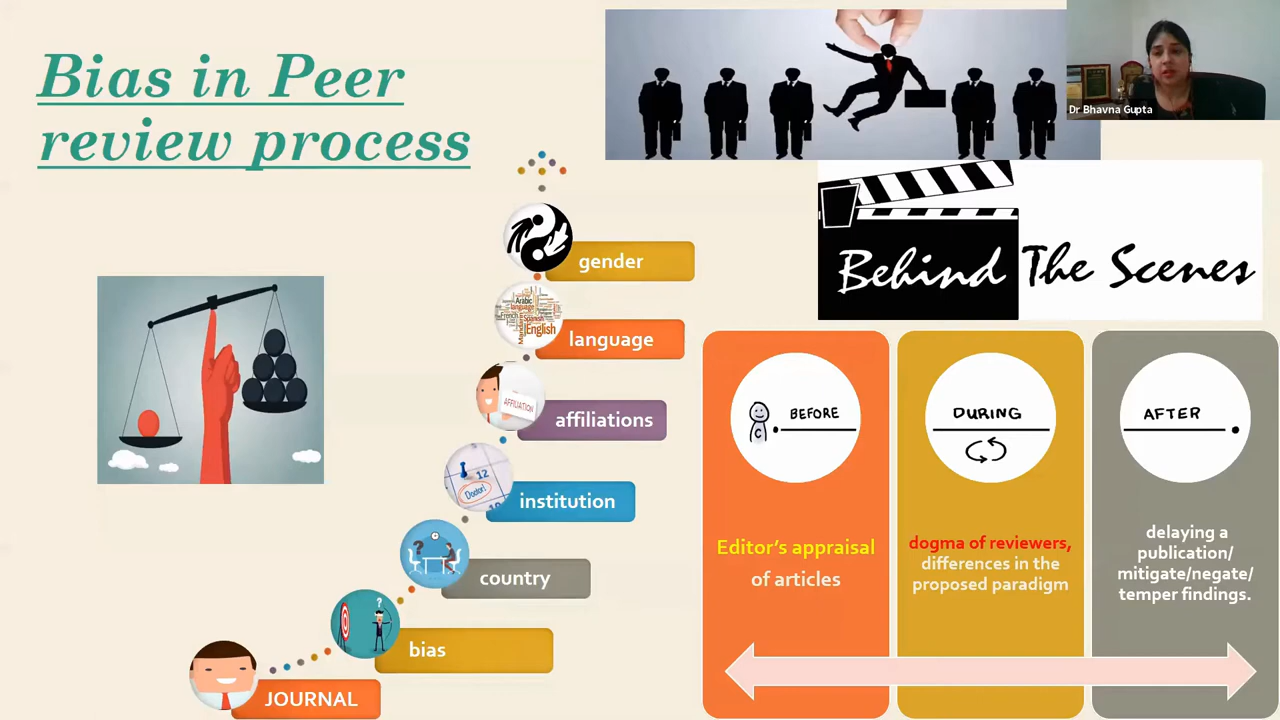 Bias in Peer
review process
Dr Bhavna Gupta
Behind The Scenes
gender
Arabic
language
French
Spanish
English
language
AFFILIATION
affiliations
12
institution
country
bias
JOURNAL
BEFORE
C
Editor's appraisal
of articles
DURING
dogma of reviewers,
differences in the
proposed paradigm
AFTER
delaying a
publication/
mitigate/negate/
temper findings.